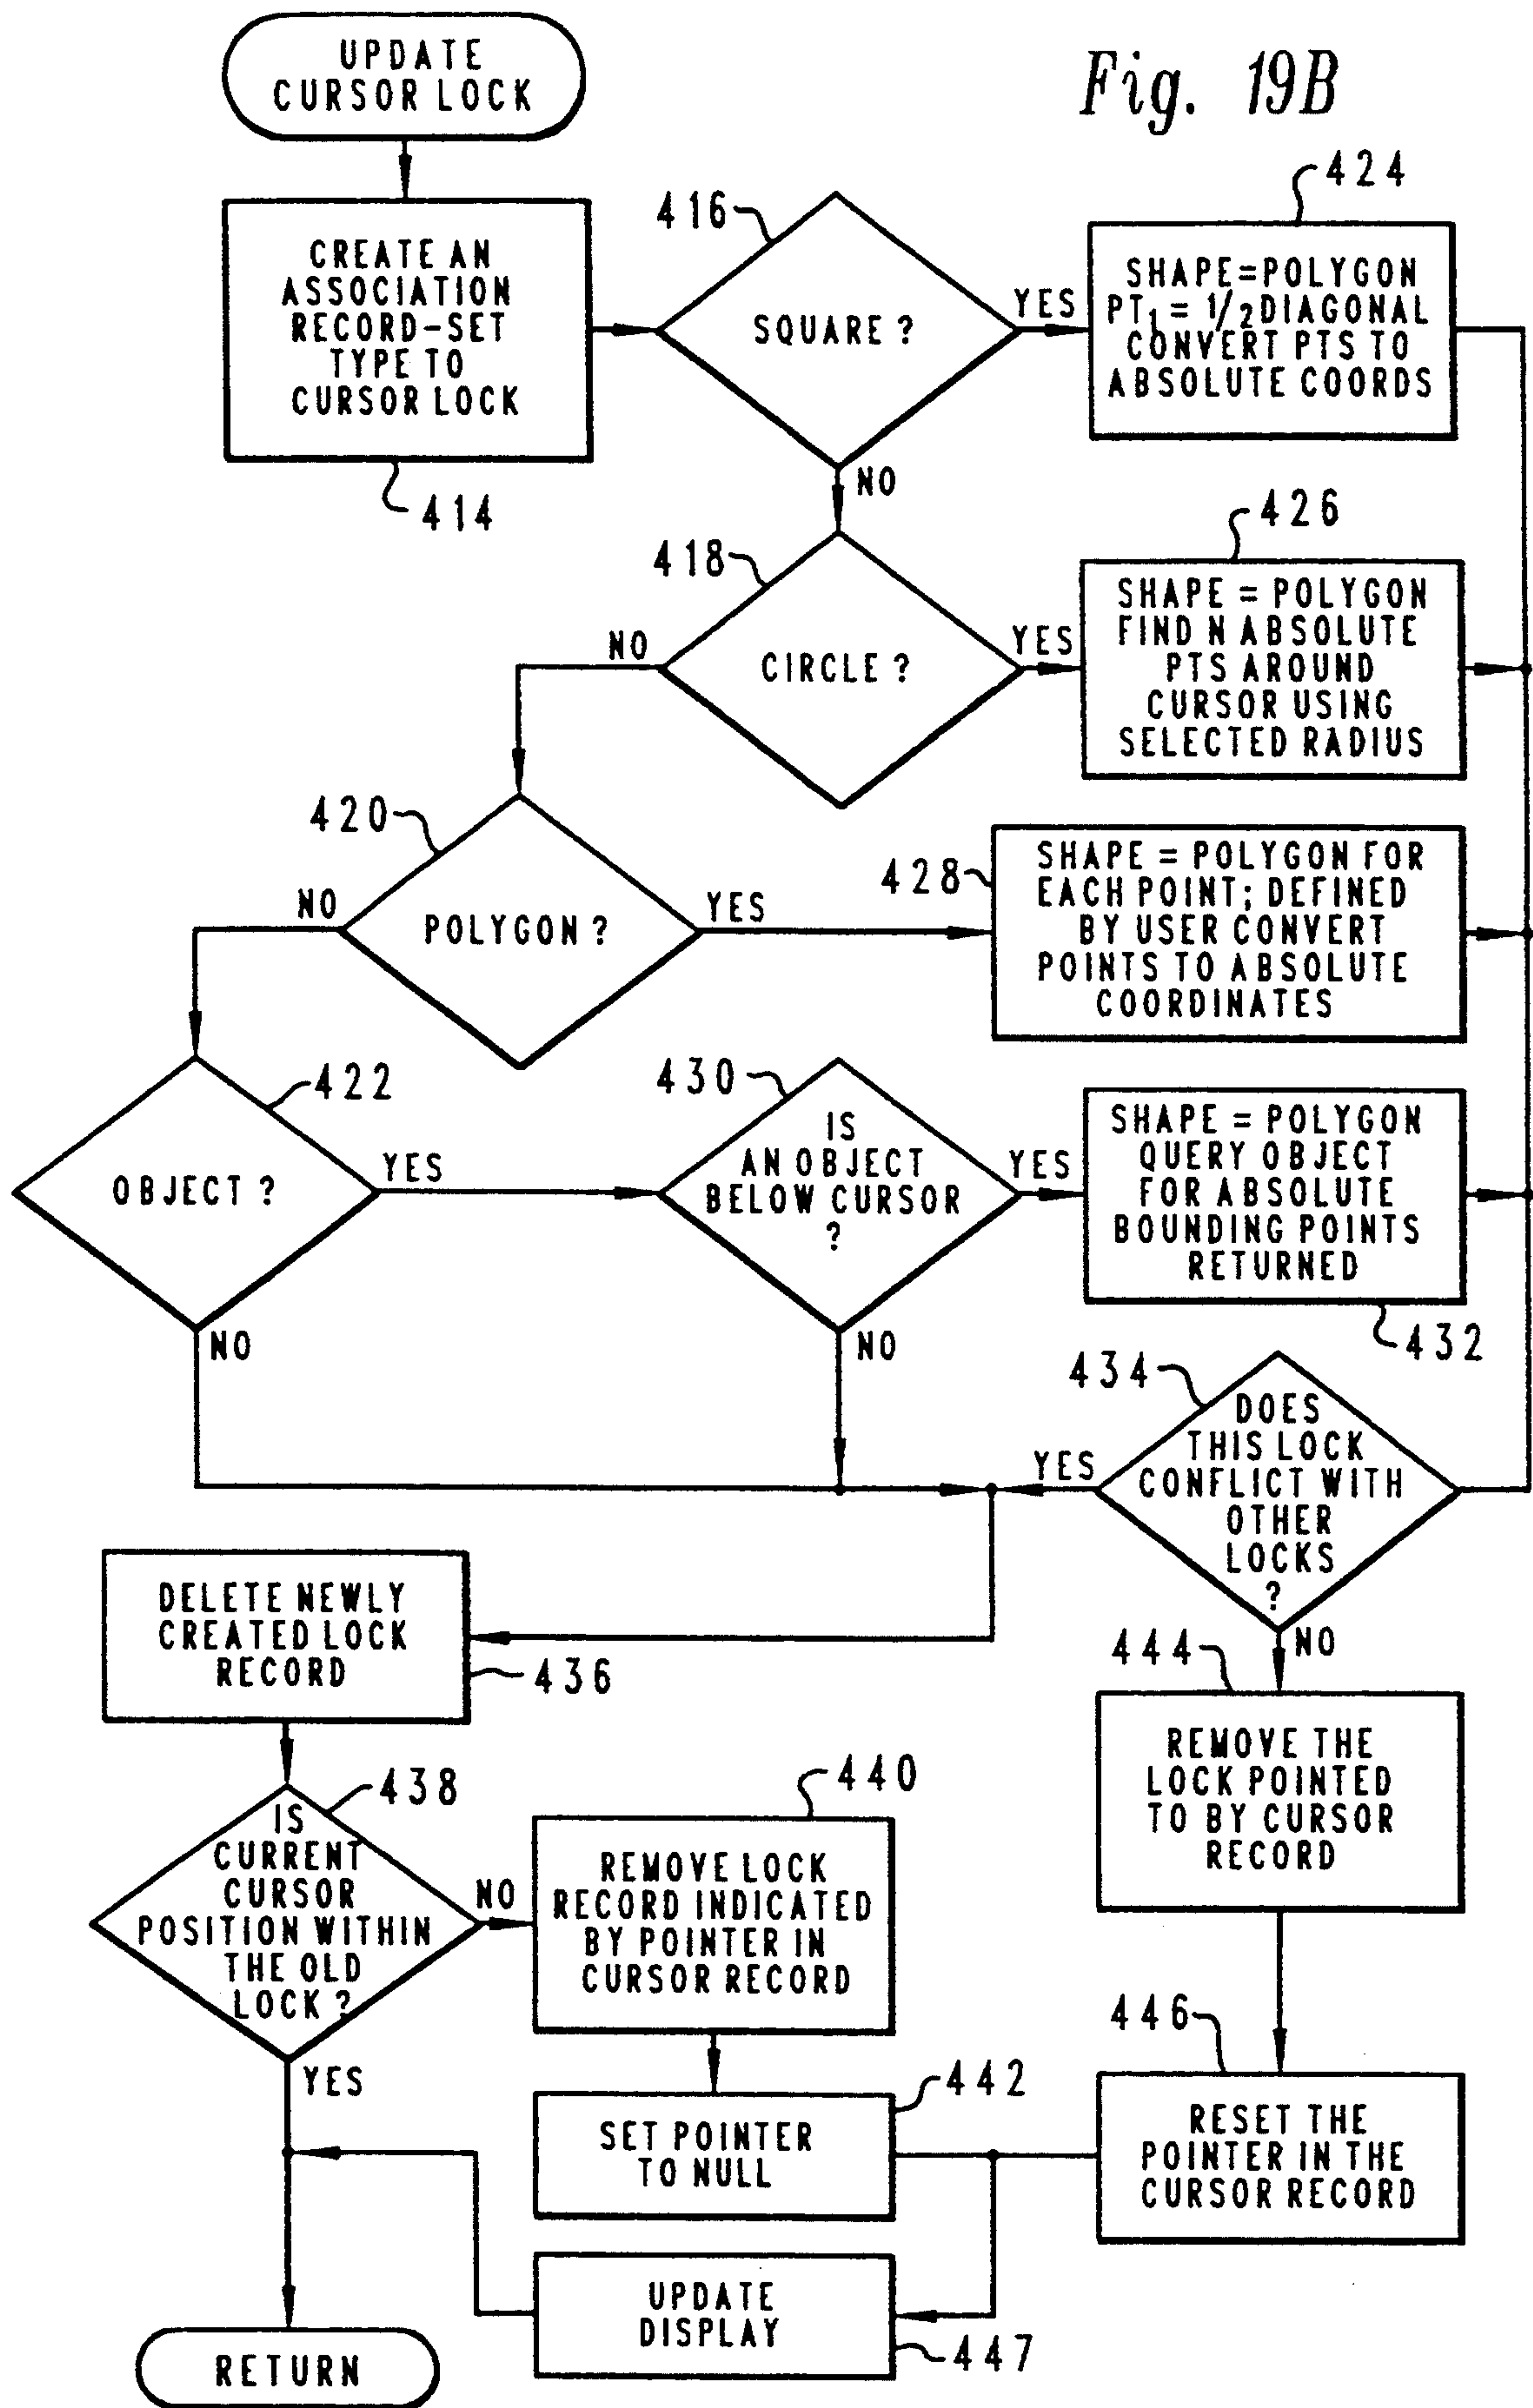 UPDATE
CURSOR LOCK
Fig. 19B
CREATE AN
ASSOCIATION
RECORD-SET
TYPE TO
CURSOR LOCK
414
416
SQUARE ?
YES
NO
424
SHAPE=POLYGON
PT1 = 1/2 DIAGONAL
CONVERT PTS TO
ABSOLUTE COORDS
418
CIRCLE ?
NO
YES
426
SHAPE = POLYGON
FIND N ABSOLUTE
PTS AROUND
CURSOR USING
SELECTED RADIUS
420
POLYGON ?
NO
YES
428
SHAPE = POLYGON FOR
EACH POINT; DEFINED
BY USER CONVERT
POINTS TO ABSOLUTE
COORDINATES
422
OBJECT ?
YES
NO
430
IS
AN OBJECT
BELOW CURSOR
?
YES
NO
SHAPE = POLYGON
QUERY OBJECT
FOR ABSOLUTE
BOUNDING POINTS
RETURNED
432
434
DOES
THIS LOCK
CONFLICT WITH
OTHER
LOCKS
?
YES
NO
DELETE NEWLY
CREATED LOCK
RECORD
436
438
IS
CURRENT
CURSOR
POSITION WITHIN
THE OLD
LOCK ?
NO
YES
440
REMOVE LOCK
RECORD INDICATED
BY POINTER IN
CURSOR RECORD
444
REMOVE THE
LOCK POINTED
TO BY CURSOR
RECORD
442
SET POINTER
TO NULL
446
RESET THE
POINTER IN THE
CURSOR RECORD
UPDATE
DISPLAY
447
RETURN